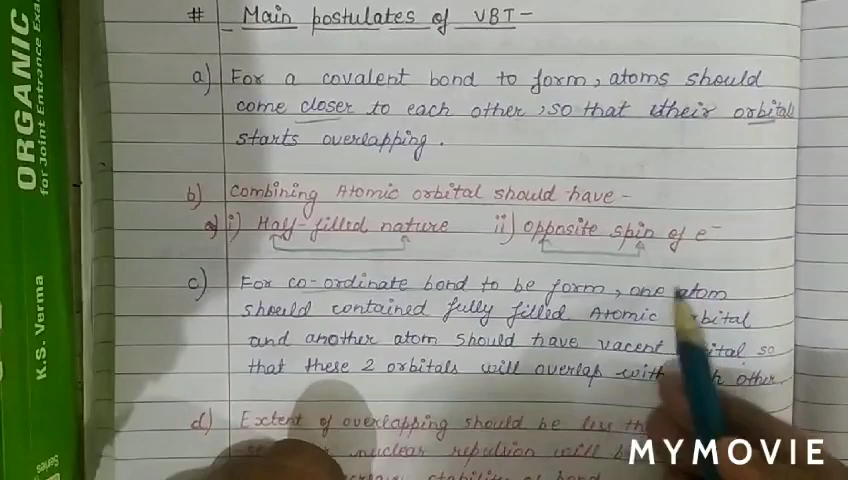 # Main postulates of VBT-
a) For a covalent bond to form, atoms should
come closer to each other, so that their orbitals
starts overlapping.
b) Combining Atomic orbital should have -
i) Half-filled nature ii) opposite spin of e-
c) For co-ordinate bond to be form, one atom
should contained fully filled Atomic
and another atom should have vacent so
that these 2 orbitals will overlap other
d) Extent of overlapping should be less
nuclear repulsion will
stability of bond
MYMOVIE
ORGANIC
for Joint Entrance
K.S. Verma